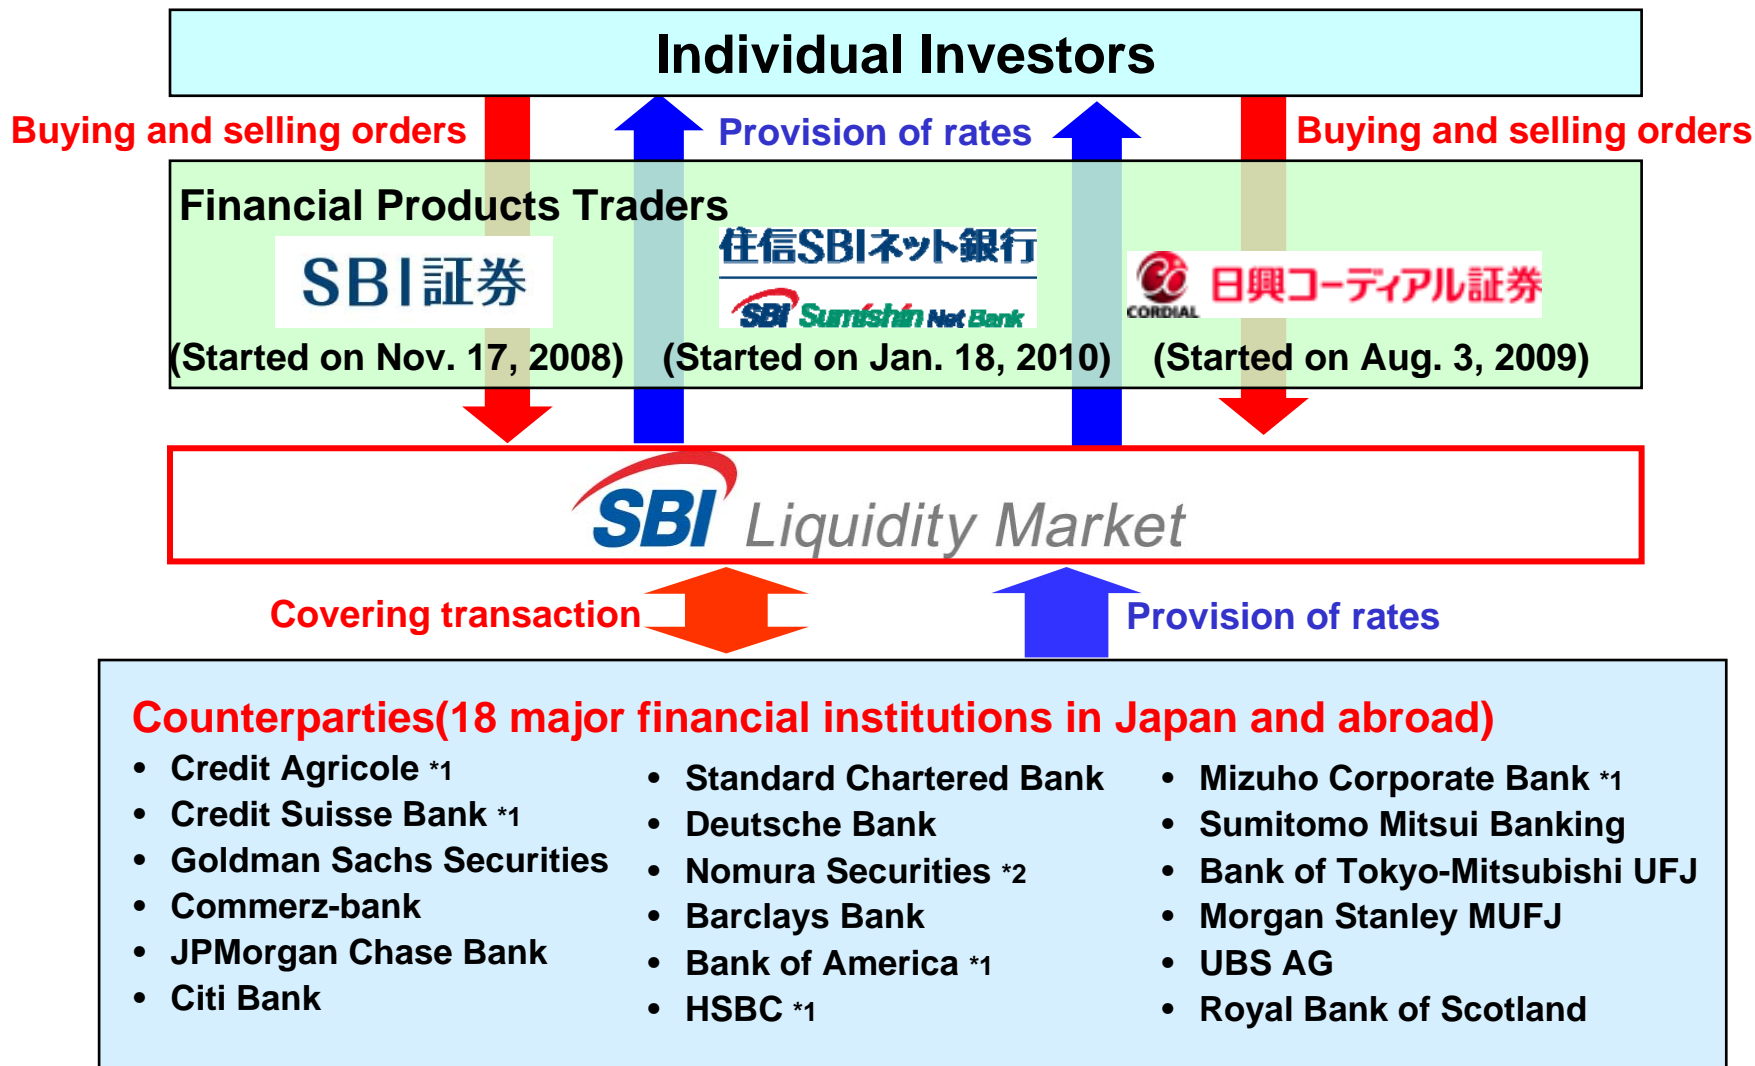 Individual Investors
Buying and selling orders
Provision of rates
Buying and selling orders
Financial Products Traders
SBI証券
住信SBIネット銀行
SBI Sumishin Net Bank
CORDIAL
日興コーディアル証券
(Started on Nov. 17, 2008)
(Started on Jan. 18, 2010)
(Started on Aug. 3, 2009)
SBI Liquidity Market
Covering transaction
Provision of rates
Counterparties(18 major financial institutions in Japan and abroad)
• Credit Agricole *1
• Credit Suisse Bank *1
• Goldman Sachs Securities
• Commerz-bank
• JPMorgan Chase Bank
• Citi Bank
• Standard Chartered Bank
• Deutsche Bank
• Nomura Securities *2
• Barclays Bank
• Bank of America *1
• HSBC *1
• Mizuho Corporate Bank *1
• Sumitomo Mitsui Banking
• Bank of Tokyo-Mitsubishi UFJ
• Morgan Stanley MUFJ
• UBS AG
• Royal Bank of Scotland